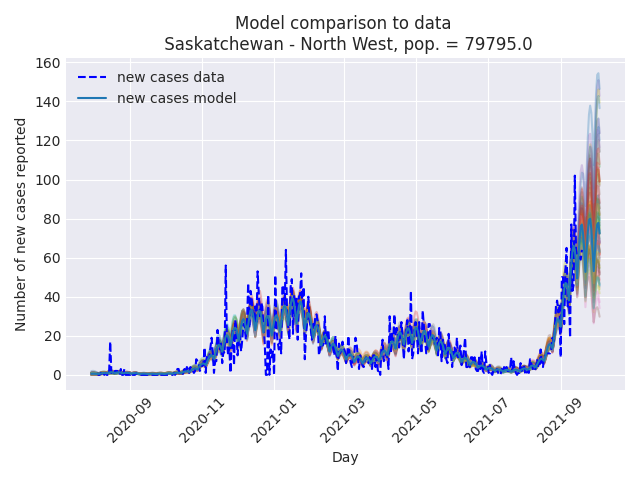 Model comparison to data
Saskatchewan - North West, pop. = 79795.0
new cases data
new cases model
Number of new cases reported
160
140
120
100
80
60
40
20
0
2020-09
2020-11
2021-01
2021-03
2021-05
2021-07
2021-09
Day